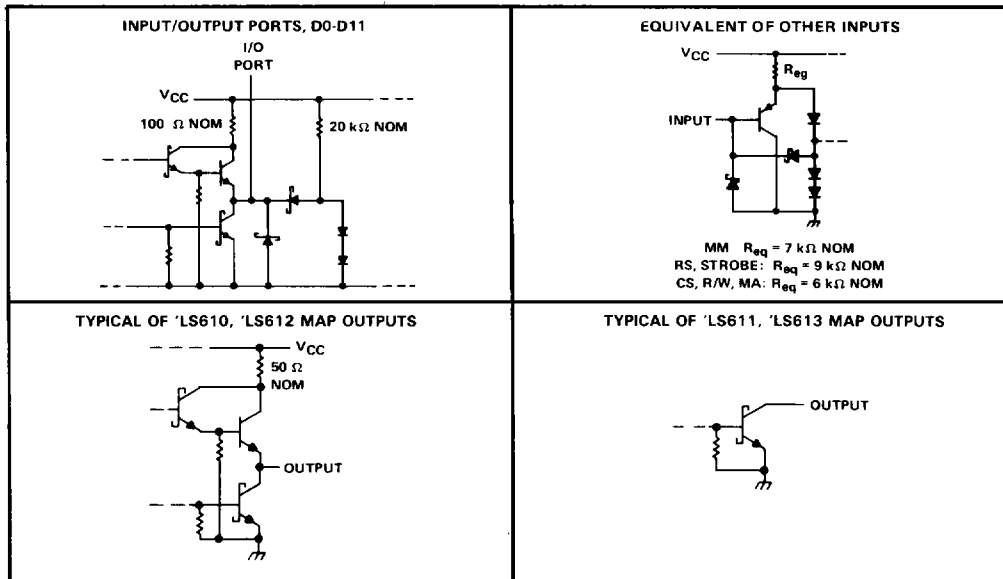 INPUT/OUTPUT PORTS, D0-D11
I/O
PORT
VCC
100 Ω NOM
20 kΩ NOM
EQUIVALENT OF OTHER INPUTS
VCC
Req
INPUT
MM Req = 7 kΩ NOM
RS, STROBE: Req = 9 kΩ NOM
CS, R/W, MA: Req = 6 kΩ NOM
TYPICAL OF 'LS610, 'LS612 MAP OUTPUTS
VCC
50 Ω
NOM
OUTPUT
TYPICAL OF 'LS611, 'LS613 MAP OUTPUTS
OUTPUT